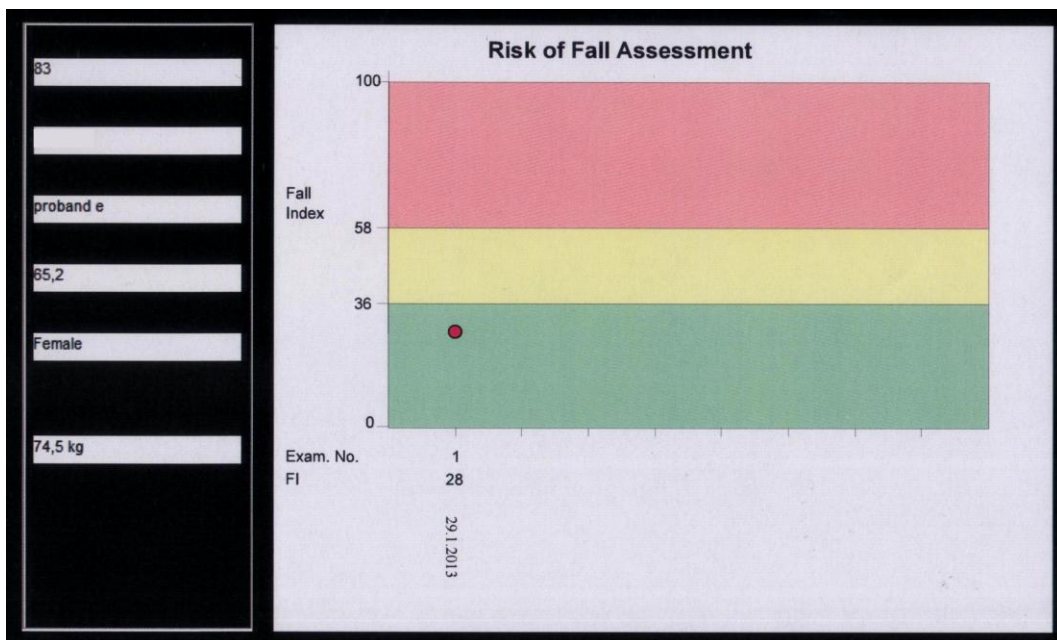 83
proband e
65,2
Female
74,5 kg
Risk of Fall Assessment
100
Fall
Index
58
36
0
Exam. No. 1
FI 28
29.1.2013